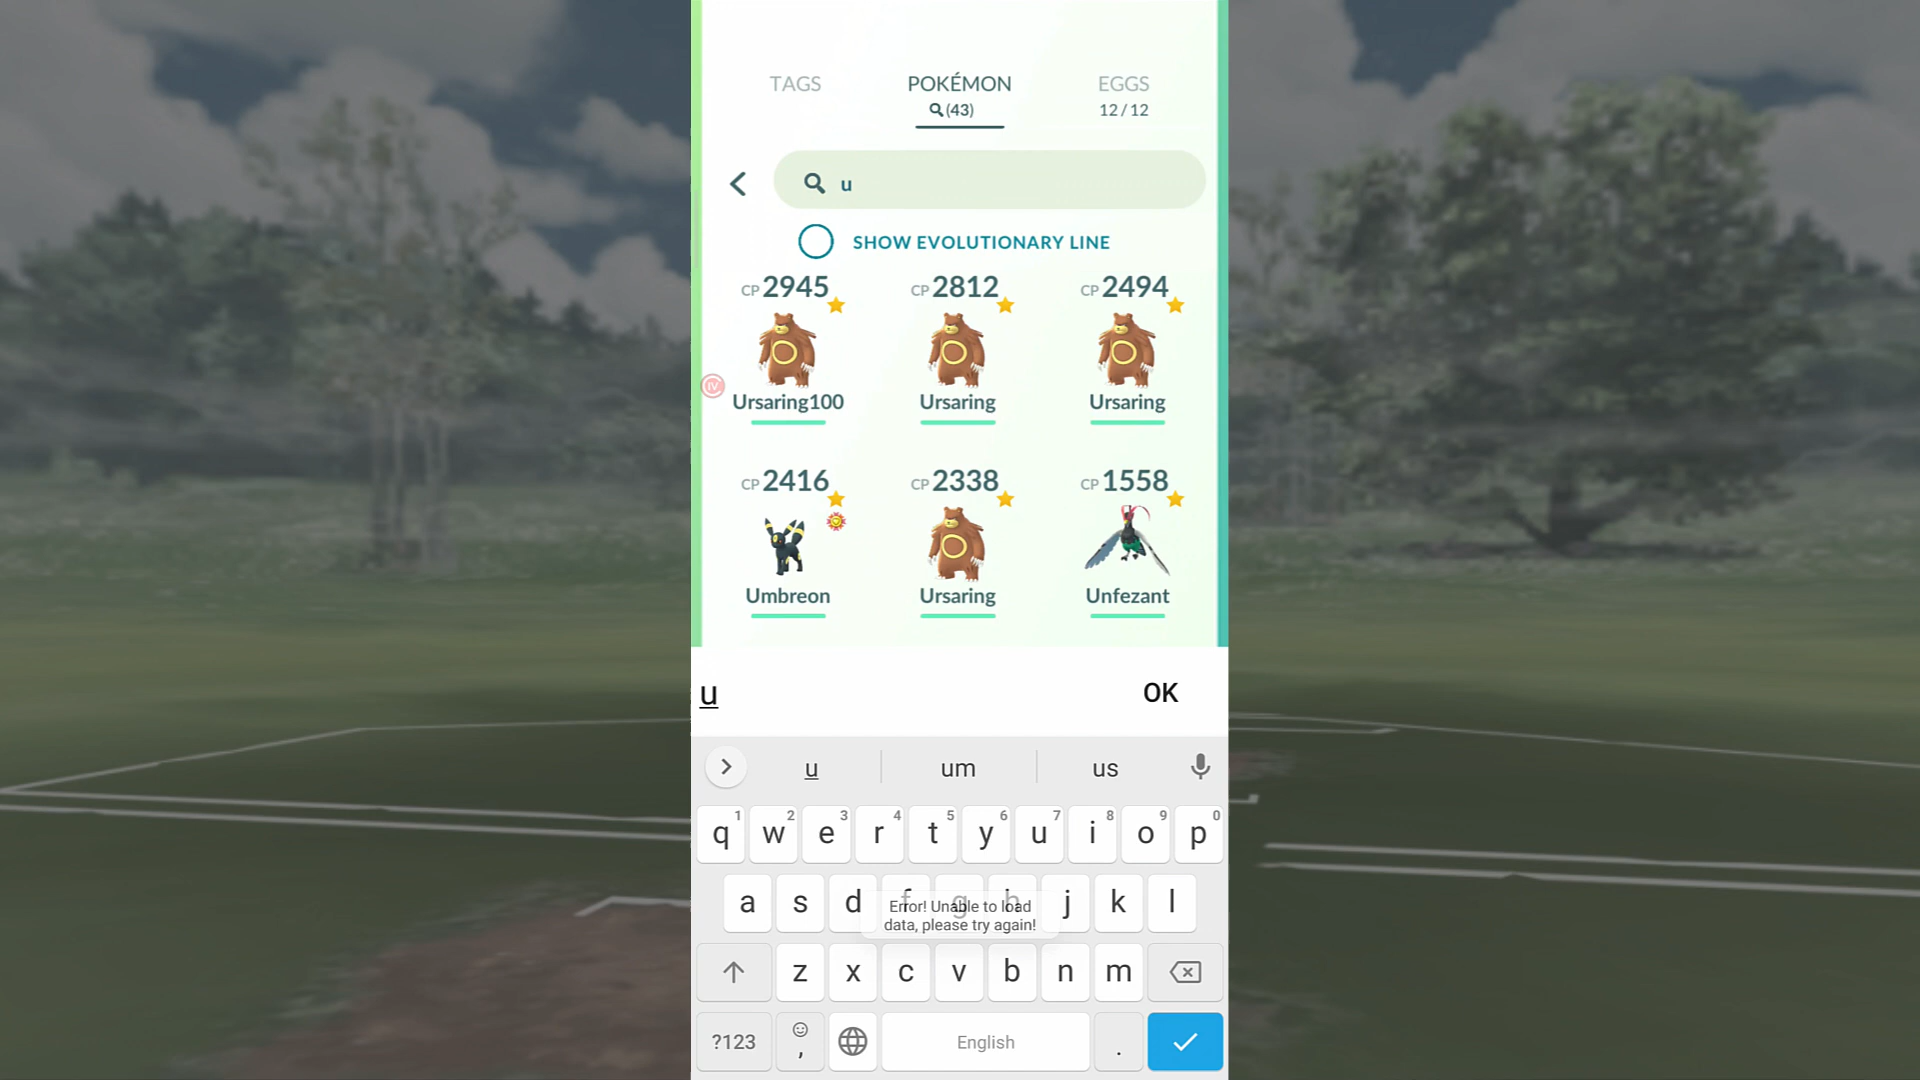 TAGS POKÉMON EGGS
(43) 12 / 12
u
SHOW EVOLUTIONARY LINE
CP 2945 CP 2812 CP 2494
IV
Ursaring100 Ursaring Ursaring
CP 2416 CP 2338 CP 1558
Umbreon Ursaring Unfezant
u OK
u um us
1 2 3 4 5 6 7 8 9 0
q w e r t y u i o p
a s d f g h j k l
Error! Unable to load
data, please try again!
z x c v b n m
?123 , English .